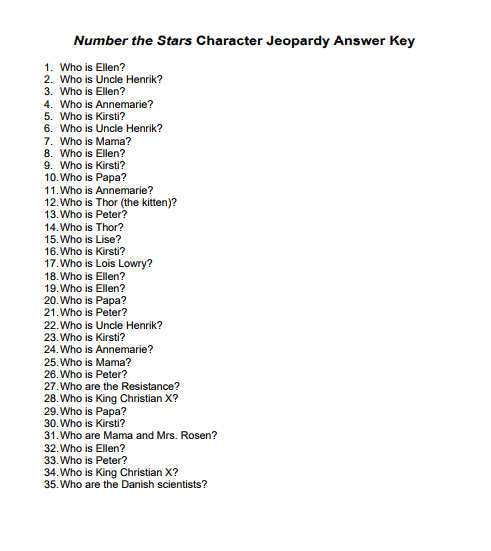 Number the Stars Character Jeopardy Answer Key
1. Who is Ellen?
2. Who is Uncle Henrik?
3. Who is Ellen?
4. Who is Annemarie?
5. Who is Kirsti?
6. Who is Uncle Henrik?
7. Who is Mama?
8. Who is Ellen?
9. Who is Kirsti?
10. Who is Papa?
11. Who is Annemarie?
12. Who is Thor (the kitten)?
13. Who is Peter?
14. Who is Thor?
15. Who is Lise?
16. Who is Kirsti?
17. Who is Lois Lowry?
18. Who is Ellen?
19. Who is Ellen?
20. Who is Papa?
21. Who is Peter?
22. Who is Uncle Henrik?
23. Who is Kirsti?
24. Who is Annemarie?
25. Who is Mama?
26. Who is Peter?
27. Who are the Resistance?
28. Who is King Christian X?
29. Who is Papa?
30. Who is Kirsti?
31. Who are Mama and Mrs. Rosen?
32. Who is Ellen?
33. Who is Peter?
34. Who is King Christian X?
35. Who are the Danish scientists?